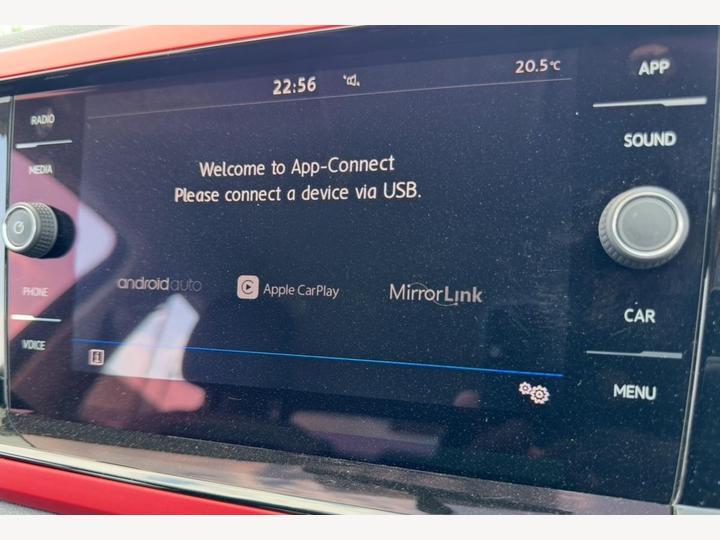 22:56
20.5°C
APP
RADIO
SOUND
MEDIA
Welcome to App-Connect
Please connect a device via USB.
androidauto
Apple CarPlay
MirrorLink
PHONE
CAR
VOICE
i
MENU